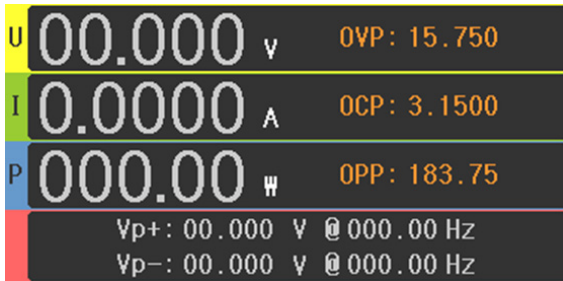 U 00.000 V OVP: 15.750
I 0.0000 A OCP: 3.1500
P 000.00 W OPP: 183.75
Vp+: 00.000 V @000.00 Hz
Vp-: 00.000 V @000.00 Hz